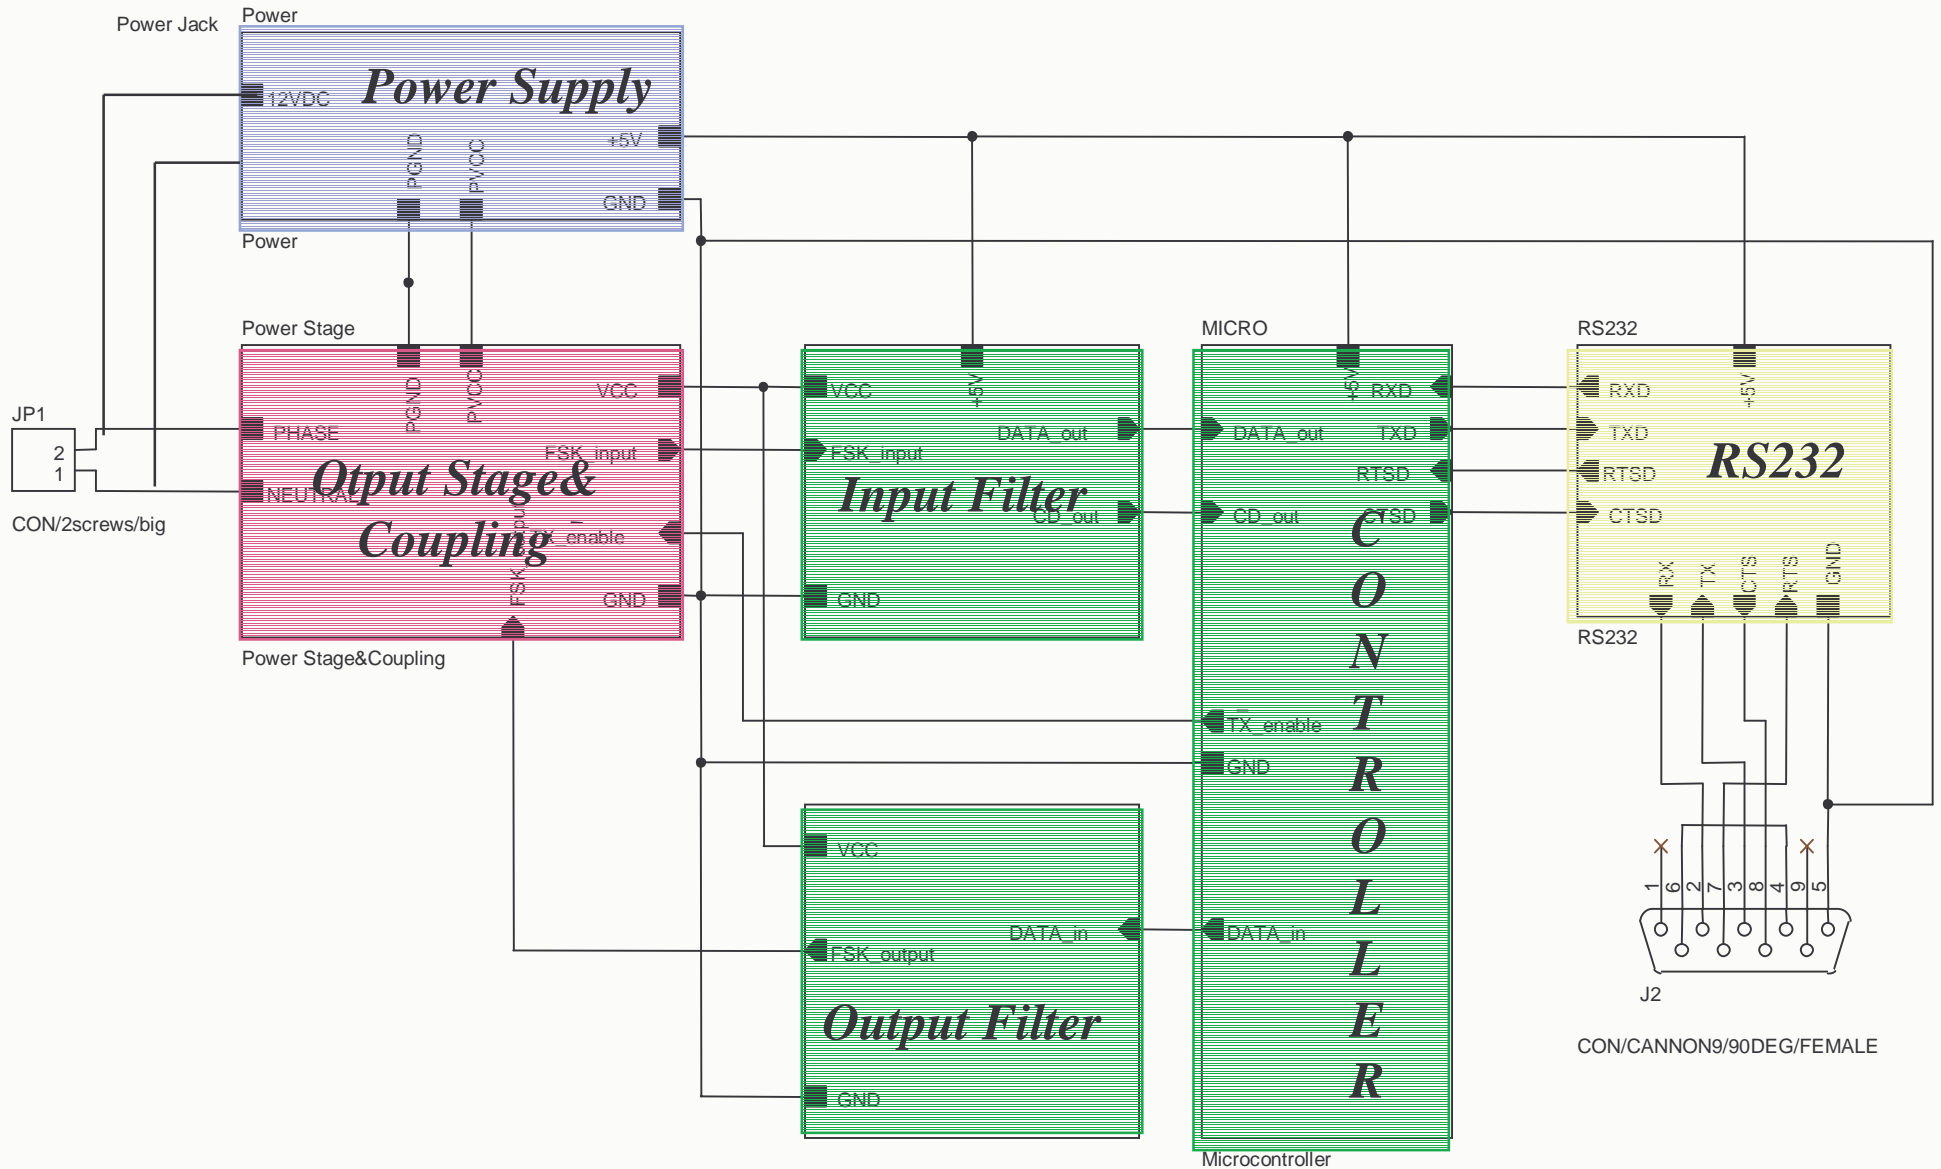 Power Jack
Power
Power Supply
12VDC
PGND
PVCC
+5V
GND
Power
Power Stage
PGND
PVCC
VCC
PHASE
FSK_input
Otput Stage&
NEUTRAL
Coupling
TX_enable
FSK_output
GND
Power Stage&Coupling
JP1
2
1
CON/2screws/big
VCC
+5V
DATA_out
FSK_input
Input Filter
CD_out
GND
VCC
DATA_in
FSK_output
Output Filter
GND
MICRO
+5V
RXD
DATA_out
TXD
RTSD
CD_out
CTSD
TX_enable
GND
DATA_in
CONTROLLER
Microcontroller
RS232
+5V
RXD
TXD
RS232
RTSD
CTSD
RX
TX
CTS
RTS
GND
RS232
1
6
2
7
3
8
4
9
5
J2
CON/CANNON9/90DEG/FEMALE